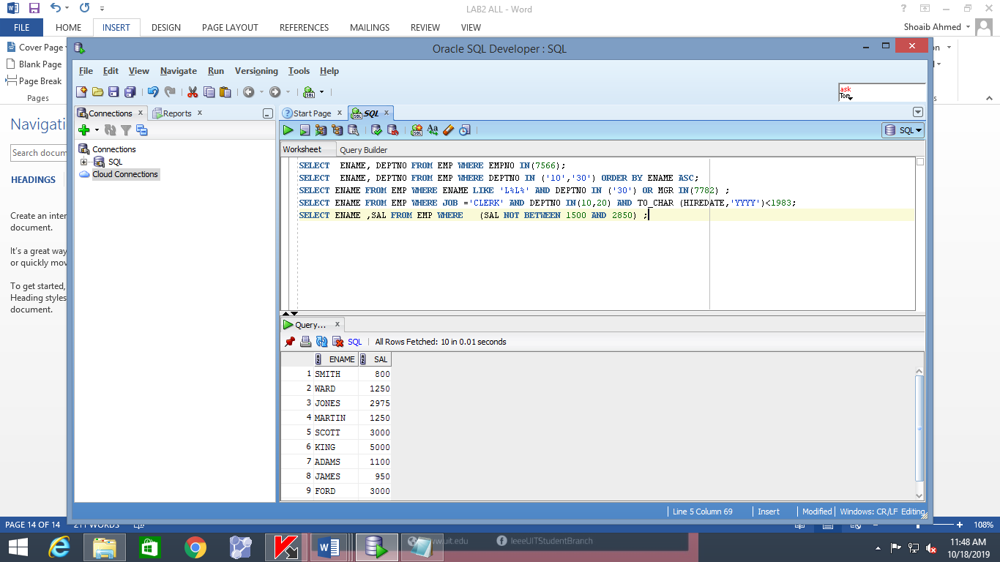 LAB2 ALL - Word
FILE HOME INSERT DESIGN PAGE LAYOUT REFERENCES MAILINGS REVIEW VIEW
Shoaib Ahmed
Cover Page
Blank Page
Page Break
Pages
Navigati
Search docum
HEADINGS
Create an inter
document.
It's a great way
or quickly mov
To get started,
Heading styles
document.
Oracle SQL Developer : SQL
File Edit View Navigate Run Versioning Tools Help
ask
Tom
Connections x Reports x
Connections
SQL
Cloud Connections
Start Page x SQL x
SQL
Worksheet Query Builder
SELECT ENAME, DEPTNO FROM EMP WHERE EMPNO IN(7566);
SELECT ENAME, DEPTNO FROM EMP WHERE DEPTNO IN ('10','30') ORDER BY ENAME ASC;
SELECT ENAME FROM EMP WHERE ENAME LIKE 'L%L%' AND DEPTNO IN ('30') OR MGR IN(7782) ;
SELECT ENAME FROM EMP WHERE JOB ='CLERK' AND DEPTNO IN(10,20) AND TO_CHAR (HIREDATE,'YYYY')<1983;
SELECT ENAME ,SAL FROM EMP WHERE (SAL NOT BETWEEN 1500 AND 2850) ;
Query... x
SQL | All Rows Fetched: 10 in 0.01 seconds
ENAME SAL
1 SMITH 800
2 WARD 1250
3 JONES 2975
4 MARTIN 1250
5 SCOTT 3000
6 KING 5000
7 ADAMS 1100
8 JAMES 950
9 FORD 3000
Line 5 Column 69 | Insert | Modified | Windows: CR/LF Editing
PAGE 14 OF 14 211 WORDS
108%
.uit.edu
IeeeUITStudentBranch
11:48 AM
10/18/2019